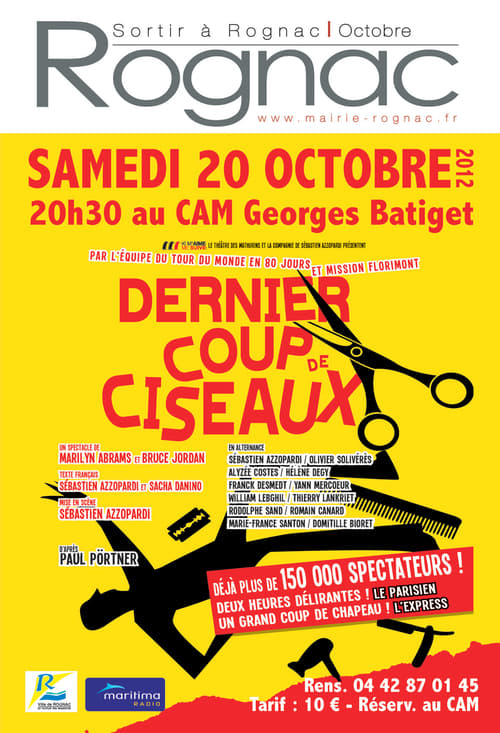 Sortir à Rognac | Octobre
Rognac
www.mairie-rognac.fr
SAMEDI 20 OCTOBRE 2012
20h30 au CAM Georges Batiget
LE THÉÂTRE DES MATHURINS ET LA COMPAGNIE DE SÉBASTIEN AZZOPARDI PRÉSENTENT
PAR L'ÉQUIPE DU TOUR DU MONDE EN 80 JOURS ET MISSION FLORIMONT
DERNIER
COUP DE
CISEAUX
UN SPECTACLE DE
MARILYN ABRAMS ET BRUCE JORDAN
TEXTE FRANÇAIS
SÉBASTIEN AZZOPARDI ET SACHA DANINO
MISE EN SCÈNE
SÉBASTIEN AZZOPARDI
D'APRÈS
PAUL PÖRTNER
EN ALTERNANCE
SÉBASTIEN AZZOPARDI / OLIVIER SOLIVÉRÈS
ALYZÉE COSTES / HÉLÈNE DEGY
FRANCK DESMEDT / YANN MERCOEUR
WILLIAM LEBGHIL / THIERRY LANKRIET
RODOLPHE SAND / ROMAIN CANARD
MARIE-FRANCE SANTON / DOMITILLE BIORET
DÉJÀ PLUS DE 150 000 SPECTATEURS !
DEUX HEURES DÉLIRANTES ! LE PARISIEN
UN GRAND COUP DE CHAPEAU ! L'EXPRESS
R
Ville de ROGNAC
maritima
RADIO
Rens. 04 42 87 01 45
Tarif : 10 € - Réserv. au CAM